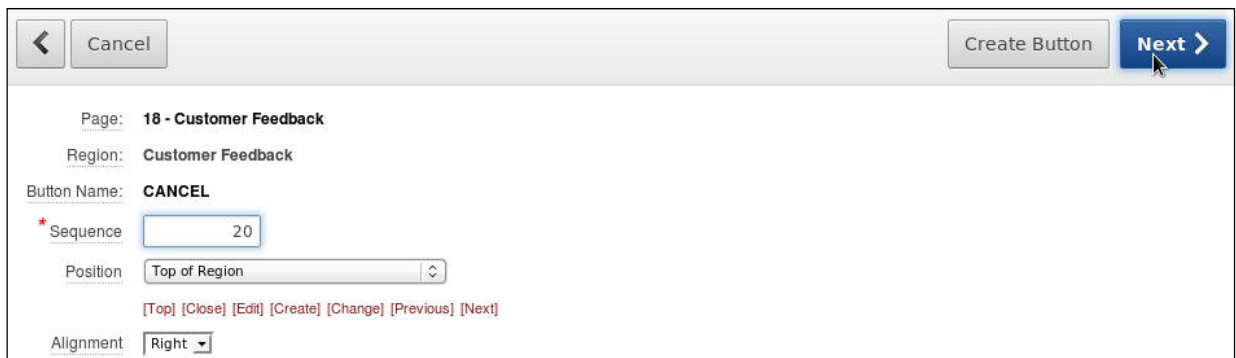 Cancel Create Button Next
Page: 18 - Customer Feedback
Region: Customer Feedback
Button Name: CANCEL
* Sequence 20
Position Top of Region
[Top] [Close] [Edit] [Create] [Change] [Previous] [Next]
Alignment Right